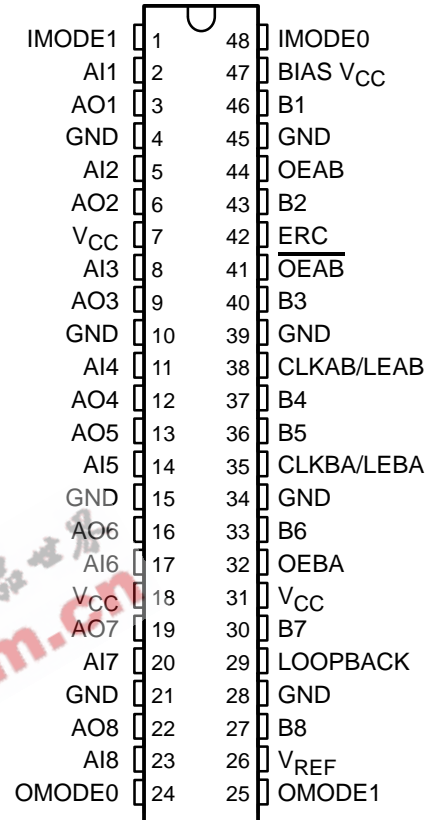 IMODE1 1 48 IMODE0
AI1 2 47 BIAS VCC
AO1 3 46 B1
GND 4 45 GND
AI2 5 44 OEAB
AO2 6 43 B2
VCC 7 42 ERC
AI3 8 41 OEAB
AO3 9 40 B3
GND 10 39 GND
AI4 11 38 CLKAB/LEAB
AO4 12 37 B4
AO5 13 36 B5
AI5 14 35 CLKBA/LEBA
GND 15 34 GND
AO6 16 33 B6
AI6 17 32 OEBA
VCC 18 31 VCC
AO7 19 30 B7
AI7 20 29 LOOPBACK
GND 21 28 GND
AO8 22 27 B8
AI8 23 26 VREF
OMODE0 24 25 OMODE1